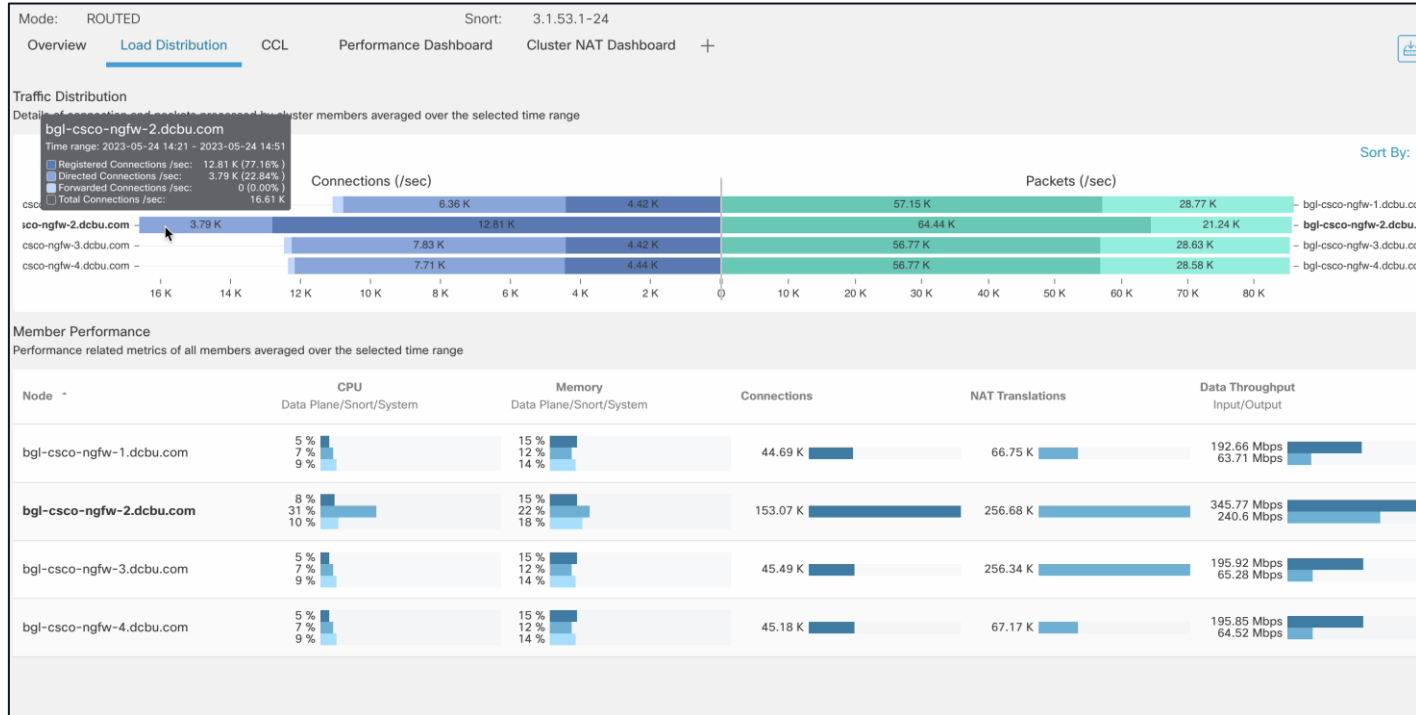 Mode: ROUTED Snort: 3.1.53.1-24
Overview Load Distribution CCL Performance Dashboard Cluster NAT Dashboard +
Traffic Distribution
Details of connection and packets processed by cluster members averaged over the selected time range
bgl-csco-ngfw-2.dcbu.com
Time range: 2023-05-24 14:21 - 2023-05-24 14:51
Registered Connections /sec: 12.81 K (77.16% )
Directed Connections /sec: 3.79 K (22.84% )
Forwarded Connections /sec: 0 (0.00% )
Total Connections /sec: 16.61 K
Sort By:
Connections (/sec) Packets (/sec)
6.36 K 4.42 K 57.15 K 28.77 K bgl-csco-ngfw-1.dcbu.co
sco-ngfw-2.dcbu.com 3.79 K 12.81 K 64.44 K 21.24 K bgl-csco-ngfw-2.dcbu.
csco-ngfw-3.dcbu.com 7.83 K 4.42 K 56.77 K 28.63 K bgl-csco-ngfw-3.dcbu.co
csco-ngfw-4.dcbu.com 7.71 K 4.44 K 56.77 K 28.58 K bgl-csco-ngfw-4.dcbu.co
16 K 14 K 12 K 10 K 8 K 6 K 4 K 2 K 0 10 K 20 K 30 K 40 K 50 K 60 K 70 K 80 K
Member Performance
Performance related metrics of all members averaged over the selected time range
Node CPU Memory Connections NAT Translations Data Throughput
Data Plane/Snort/System Data Plane/Snort/System Input/Output
bgl-csco-ngfw-1.dcbu.com 5 % 7 % 9 % 15 % 12 % 14 % 44.69 K 66.75 K 192.66 Mbps 63.71 Mbps
bgl-csco-ngfw-2.dcbu.com 8 % 31 % 10 % 15 % 22 % 18 % 153.07 K 256.68 K 345.77 Mbps 240.6 Mbps
bgl-csco-ngfw-3.dcbu.com 5 % 7 % 9 % 15 % 12 % 14 % 45.49 K 256.34 K 195.92 Mbps 65.28 Mbps
bgl-csco-ngfw-4.dcbu.com 5 % 7 % 9 % 15 % 12 % 14 % 45.18 K 67.17 K 195.85 Mbps 64.52 Mbps